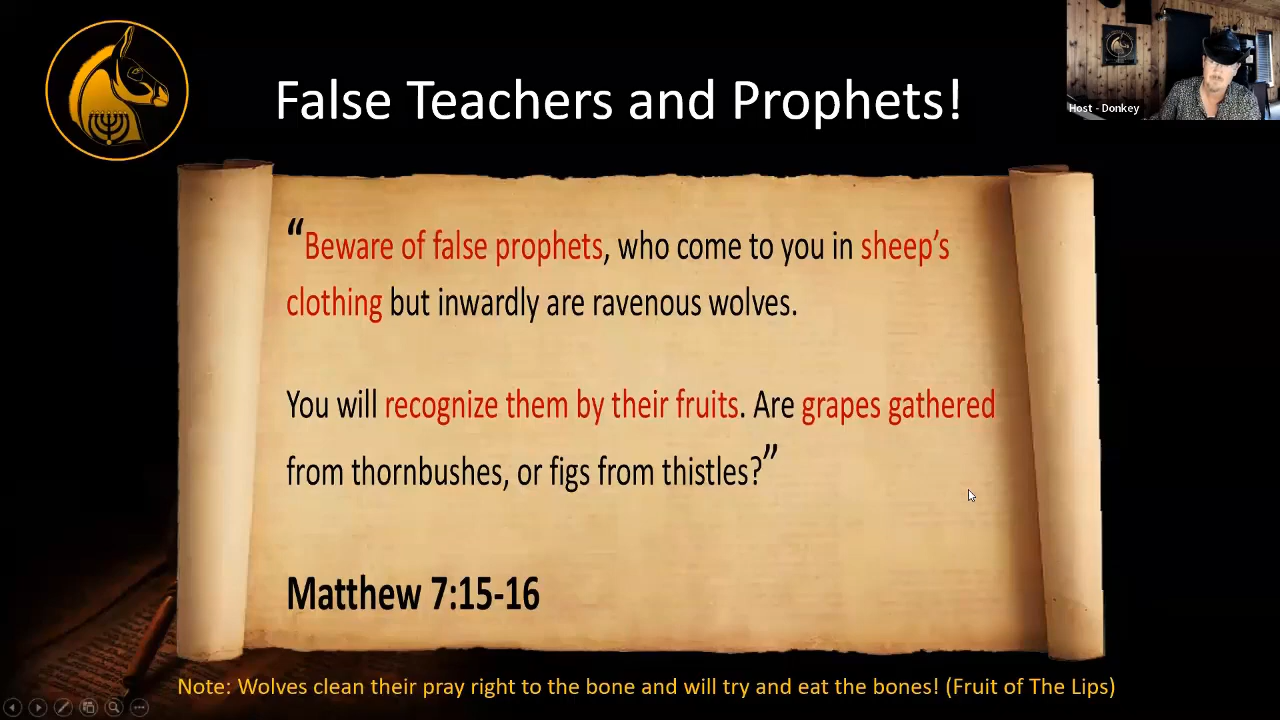 False Teachers and Prophets!
Host - Donkey
“Beware of false prophets, who come to you in sheep’s
clothing but inwardly are ravenous wolves.
You will recognize them by their fruits. Are grapes gathered
from thornbushes, or figs from thistles?”
Matthew 7:15-16
Note: Wolves clean their pray right to the bone and will try and eat the bones! (Fruit of The Lips)